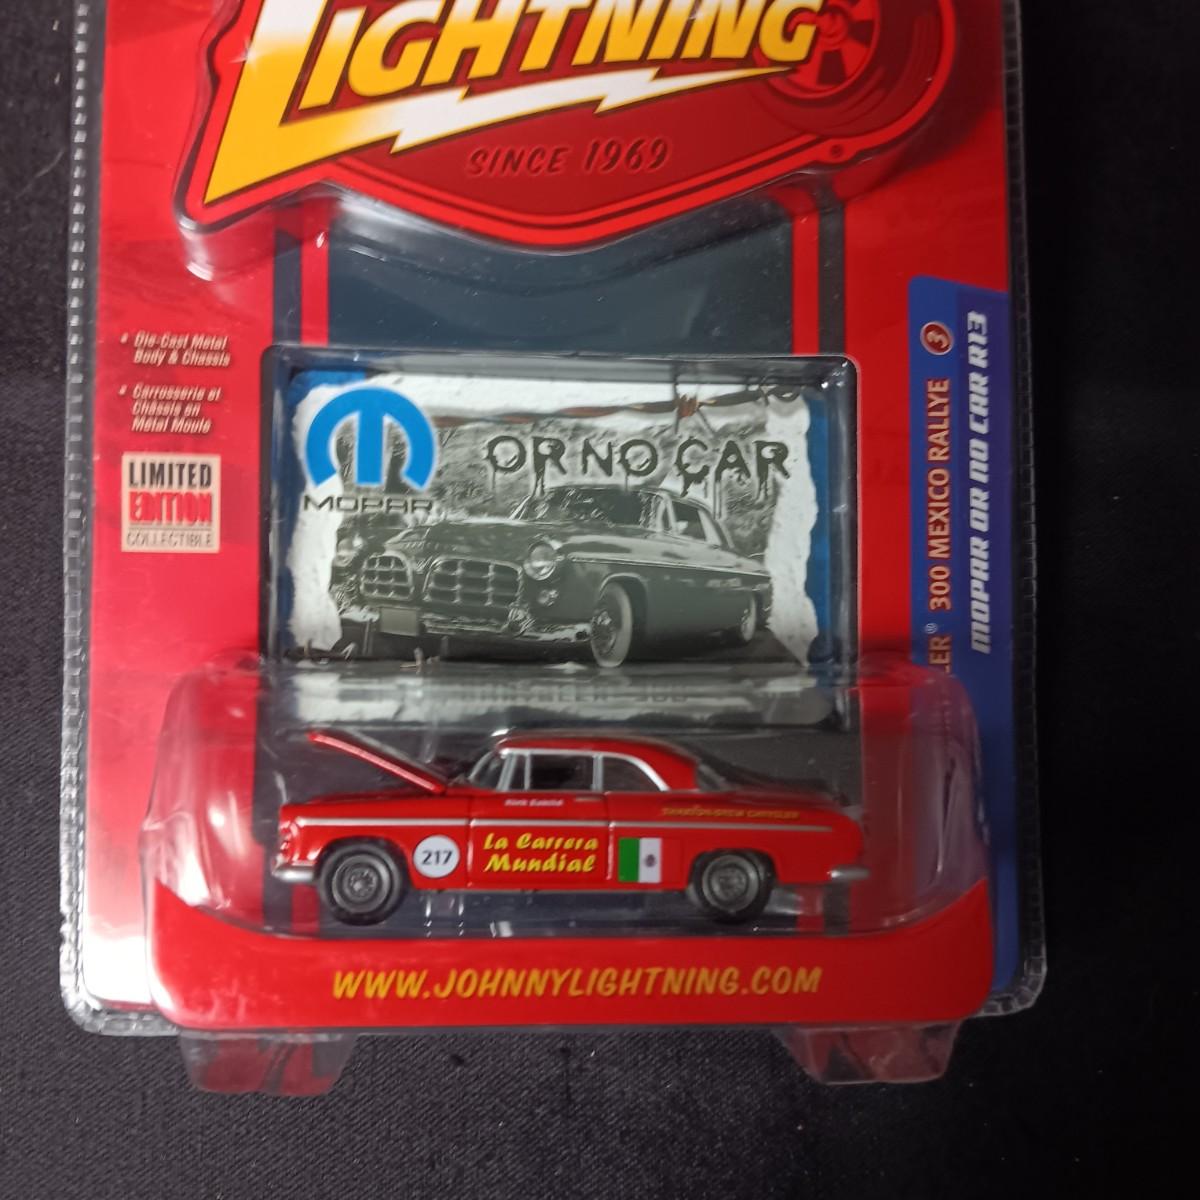 LIGHTNING
SINCE 1969
®
• Die-Cast Metal
Body & Chassis
• Carrosserie et
Châssis en
Métal Moulé
LIMITED
EDITION
COLLECTIBLE
MOPAR
OR NO CAR
LER® 300 MEXICO RALLYE 3
MOPAR OR NO CAR R13
217
La Carrera
Mundial
WWW.JOHNNYLIGHTNING.COM